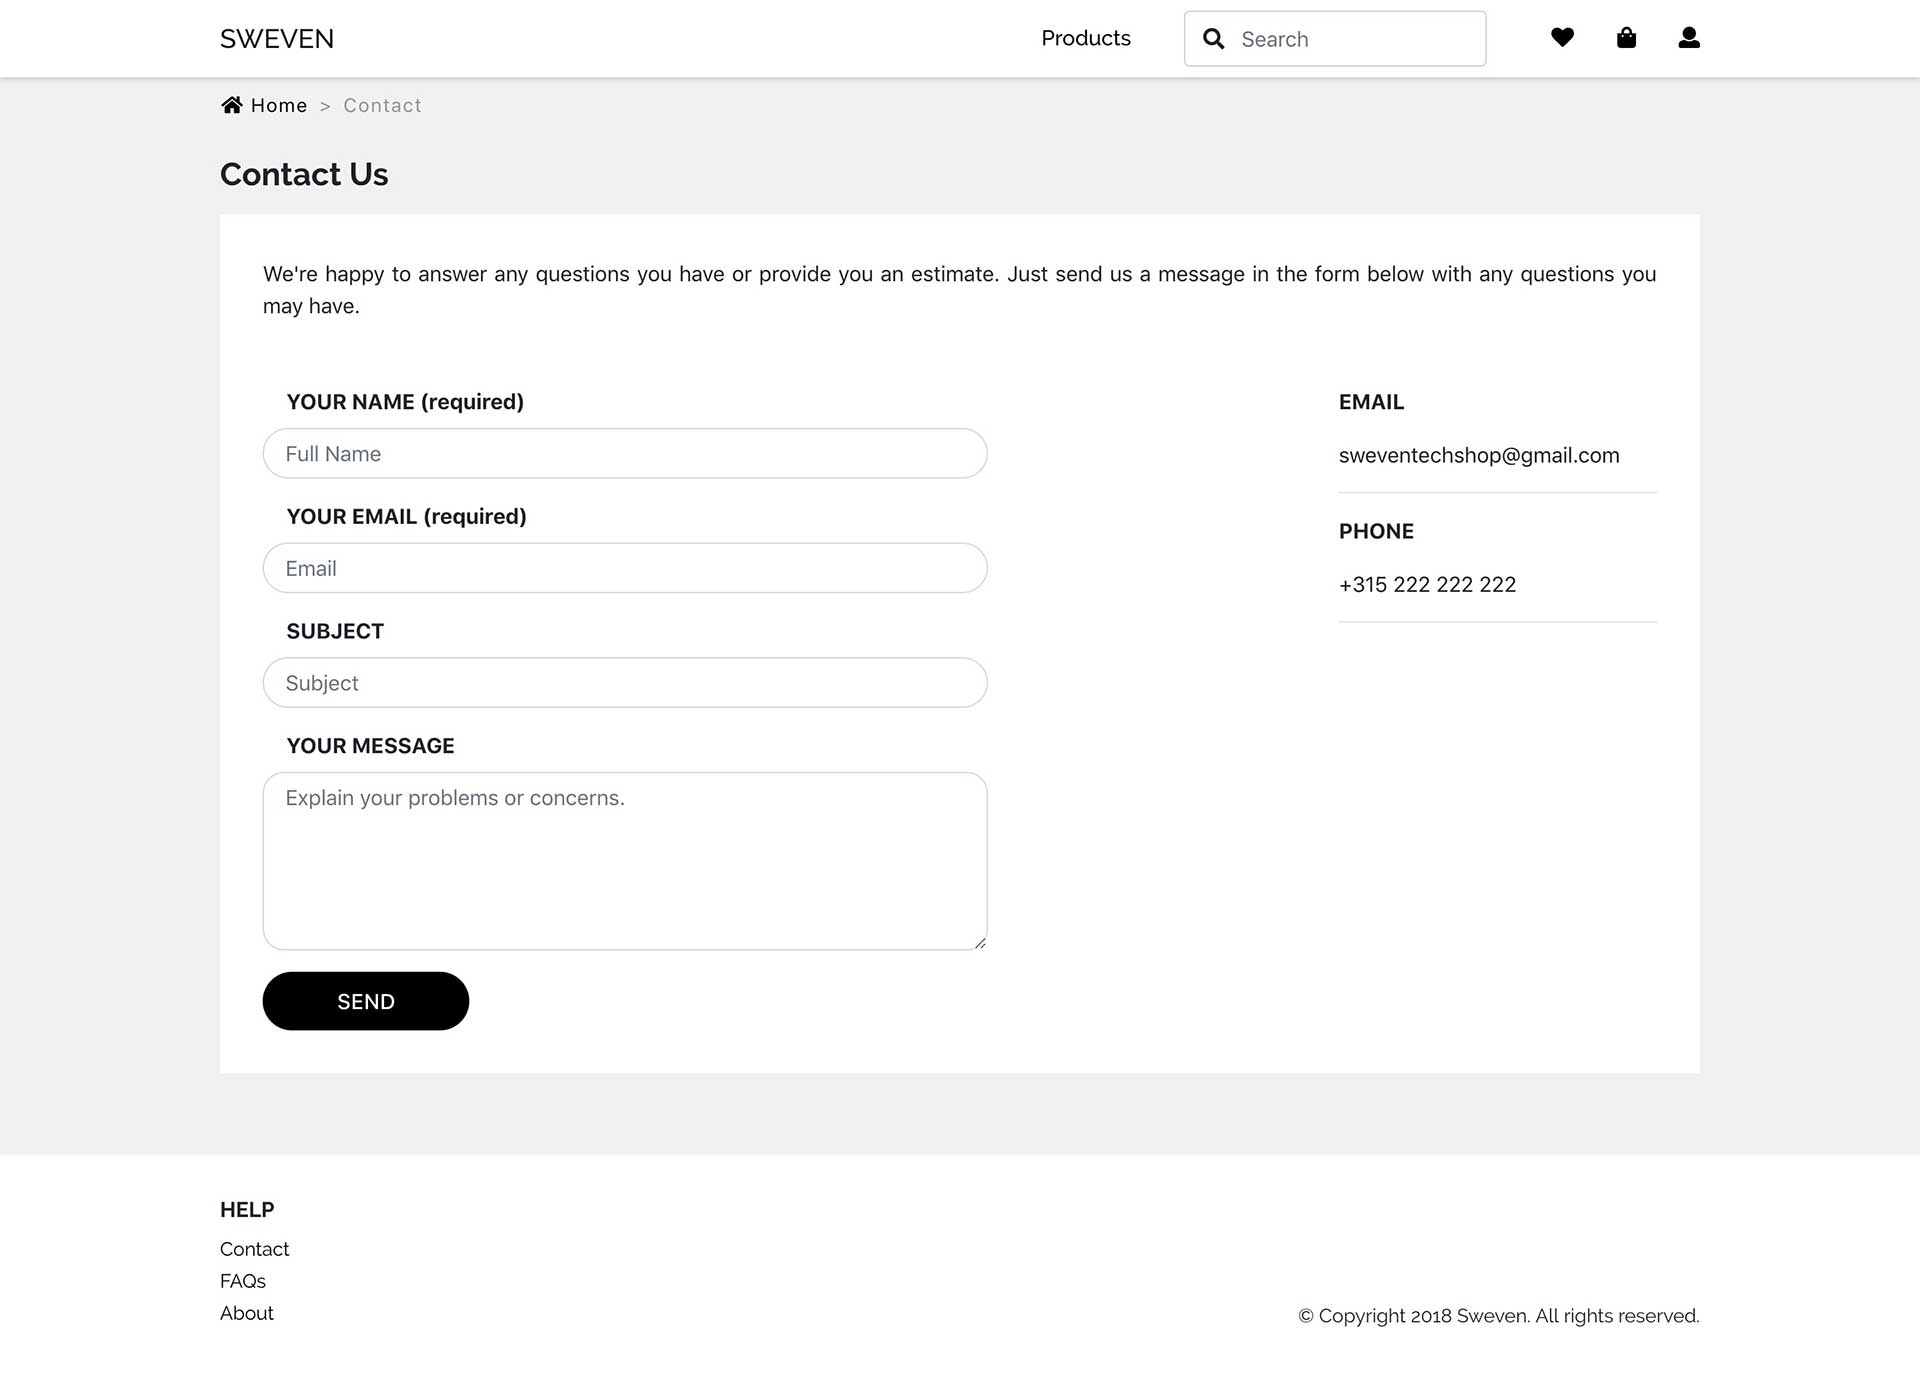 SWEVEN
Products
Search
Home > Contact
Contact Us
We're happy to answer any questions you have or provide you an estimate. Just send us a message in the form below with any questions you
may have.
YOUR NAME (required)
Full Name
YOUR EMAIL (required)
Email
SUBJECT
Subject
YOUR MESSAGE
Explain your problems or concerns.
SEND
EMAIL
sweventechshop@gmail.com
PHONE
+315 222 222 222
HELP
Contact
FAQs
About
© Copyright 2018 Sweven. All rights reserved.